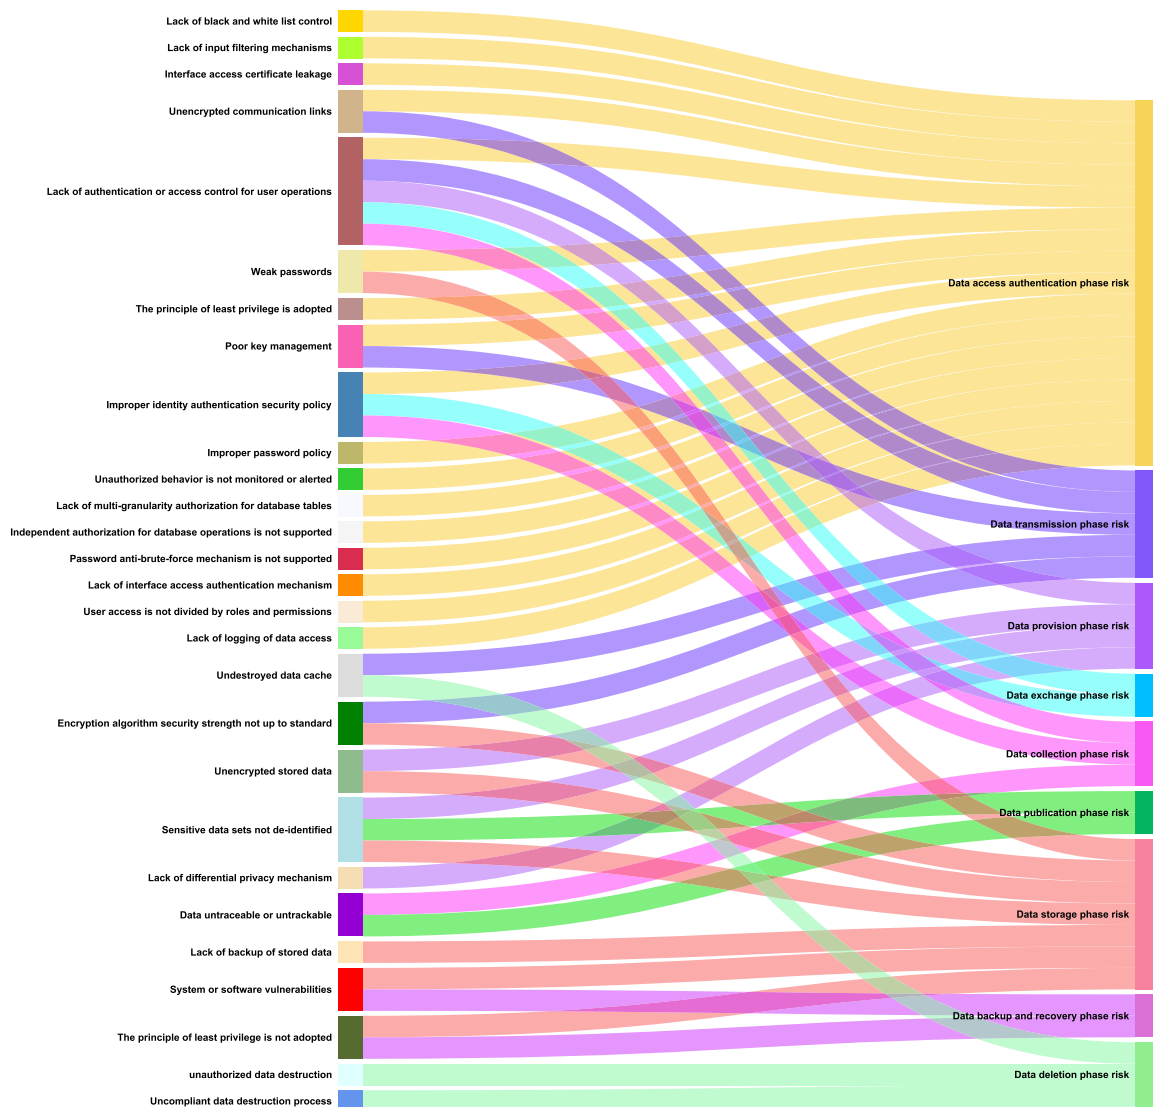 Lack of black and white list control
Lack of input filtering mechanisms
Interface access certificate leakage
Unencrypted communication links
Lack of authentication or access control for user operations
Weak passwords
The principle of least privilege is adopted
Poor key management
Improper identity authentication security policy
Improper password policy
Unauthorized behavior is not monitored or alerted
Lack of multi-granularity authorization for database tables
Independent authorization for database operations is not supported
Password anti-brute-force mechanism is not supported
Lack of interface access authentication mechanism
User access is not divided by roles and permissions
Lack of logging of data access
Undestroyed data cache
Encryption algorithm security strength not up to standard
Unencrypted stored data
Sensitive data sets not de-identified
Lack of differential privacy mechanism
Data untraceable or untrackable
Lack of backup of stored data
System or software vulnerabilities
The principle of least privilege is not adopted
unauthorized data destruction
Uncompliant data destruction process
Data access authentication phase risk
Data transmission phase risk
Data provision phase risk
Data exchange phase risk
Data collection phase risk
Data publication phase risk
Data storage phase risk
Data backup and recovery phase risk
Data deletion phase risk